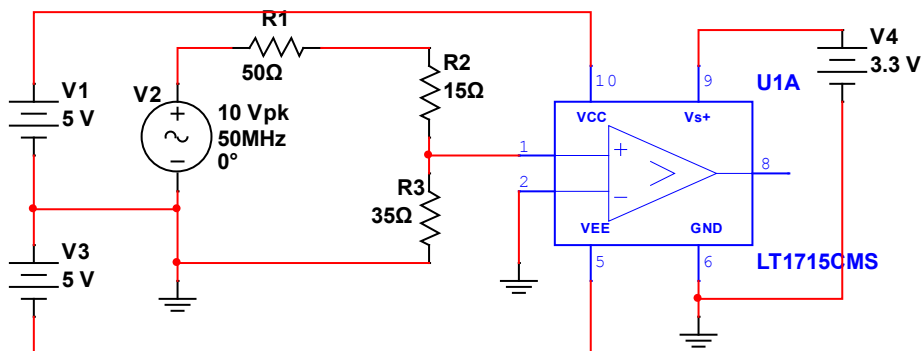 R1
50Ω
V1
5 V
V2
10 Vpk
50MHz
0°
R2
15Ω
R3
35Ω
V3
5 V
10
9
VCC
Vs+
U1A
V4
3.3 V
1
2
8
VEE
GND
5
6
LT1715CMS